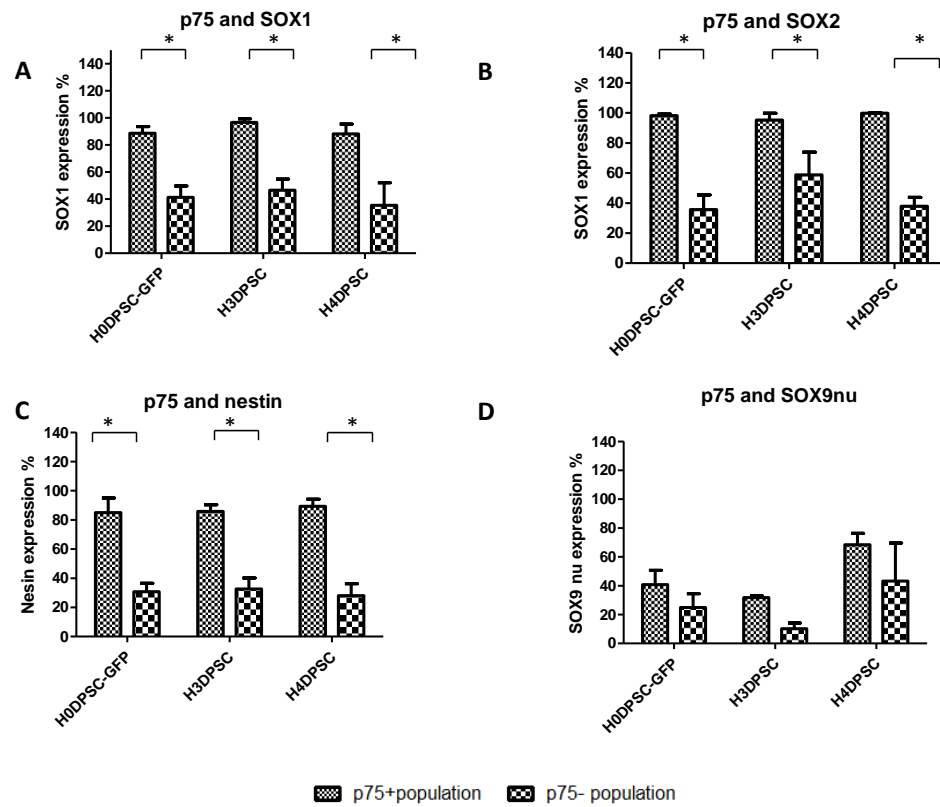 A
p75 and SOX1
* * *
SOX1 expression %
140
120
100
80
60
40
20
0
H0DPSC-GFP
H3DPSC
H4DPSC
B
p75 and SOX2
* * *
SOX1 expression %
140
120
100
80
60
40
20
0
H0DPSC-GFP
H3DPSC
H4DPSC
C
p75 and nestin
* * *
Nesin expression %
140
120
100
80
60
40
20
0
H0DPSC-GFP
H3DPSC
H4DPSC
D
p75 and SOX9nu
SOX9 nu expression %
140
120
100
80
60
40
20
0
H0DPSC-GFP
H3DPSC
H4DPSC
p75+population p75- population